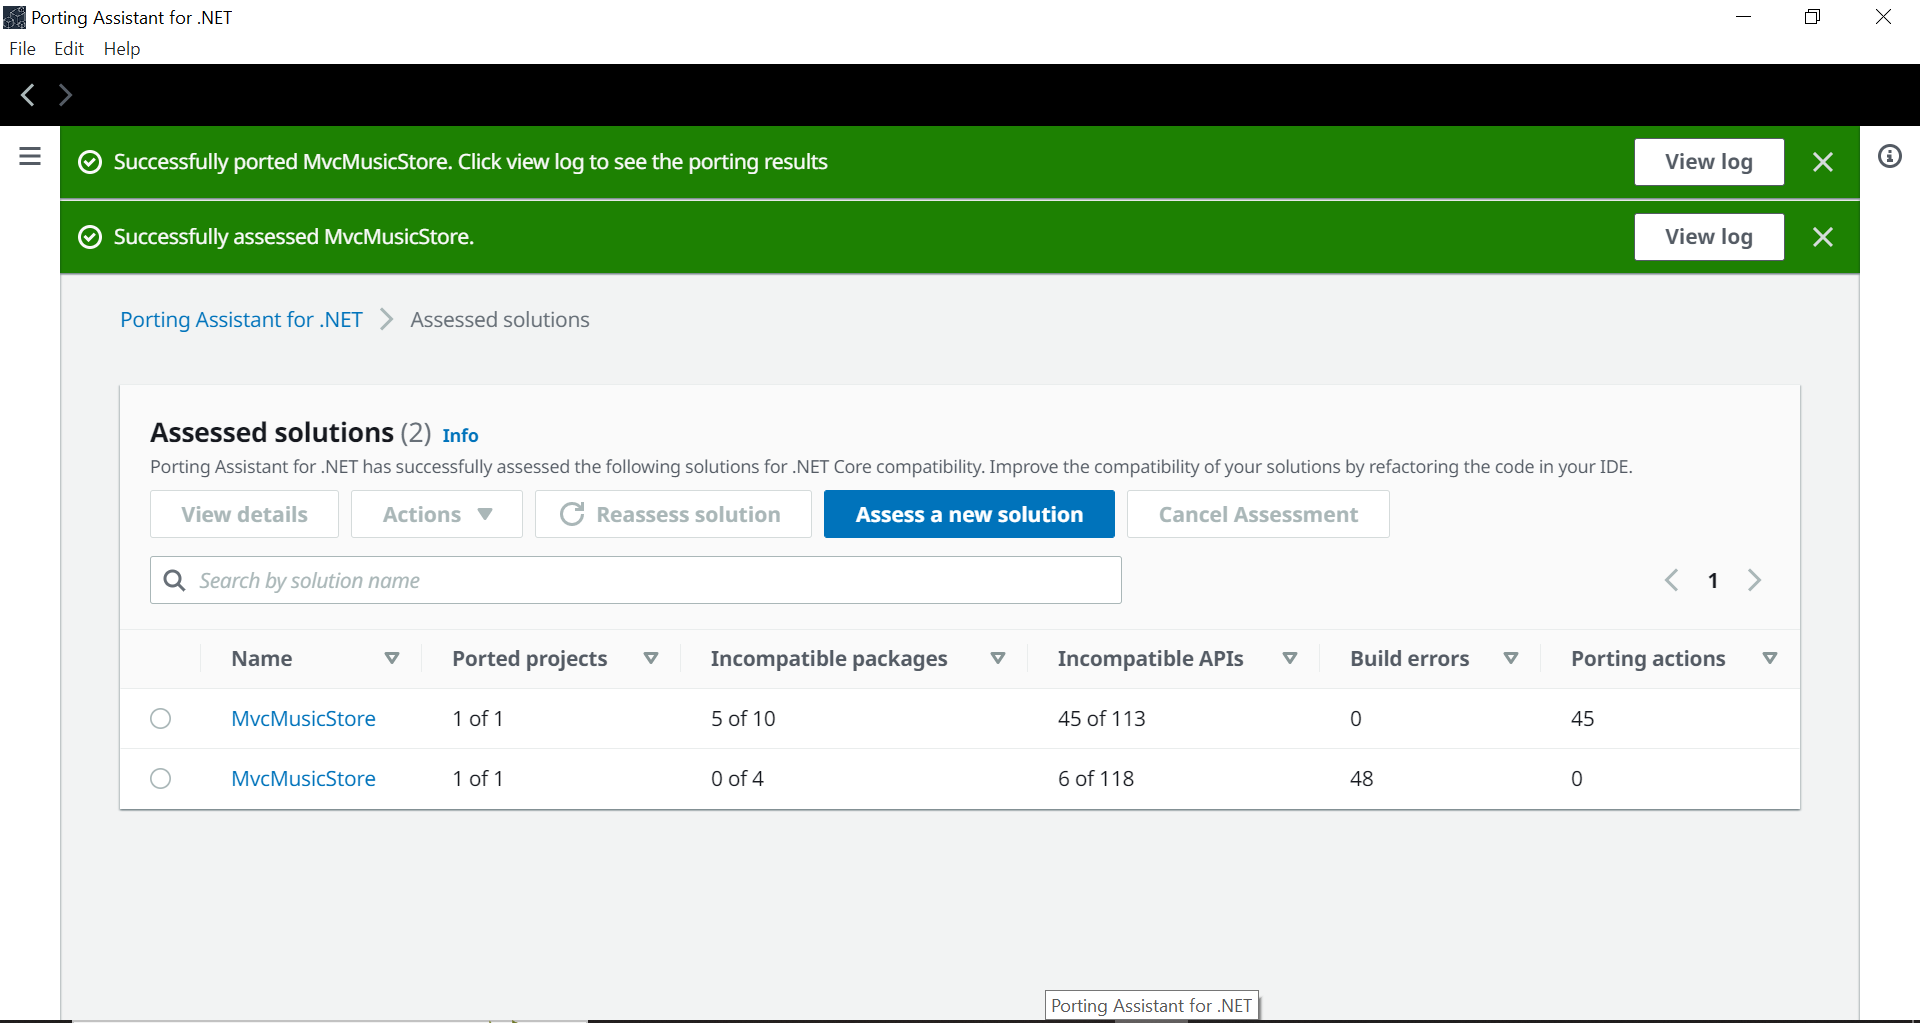 Porting Assistant for .NET
File Edit Help
Successfully ported MvcMusicStore. Click view log to see the porting results View log
Successfully assessed MvcMusicStore. View log
Porting Assistant for .NET Assessed solutions
Assessed solutions (2) Info
Porting Assistant for .NET has successfully assessed the following solutions for .NET Core compatibility. Improve the compatibility of your solutions by refactoring the code in your IDE.
View details Actions Reassess solution Assess a new solution Cancel Assessment
Search by solution name 1
Name Ported projects Incompatible packages Incompatible APIs Build errors Porting actions
MvcMusicStore 1 of 1 5 of 10 45 of 113 0 45
MvcMusicStore 1 of 1 0 of 4 6 of 118 48 0
Porting Assistant for .NET